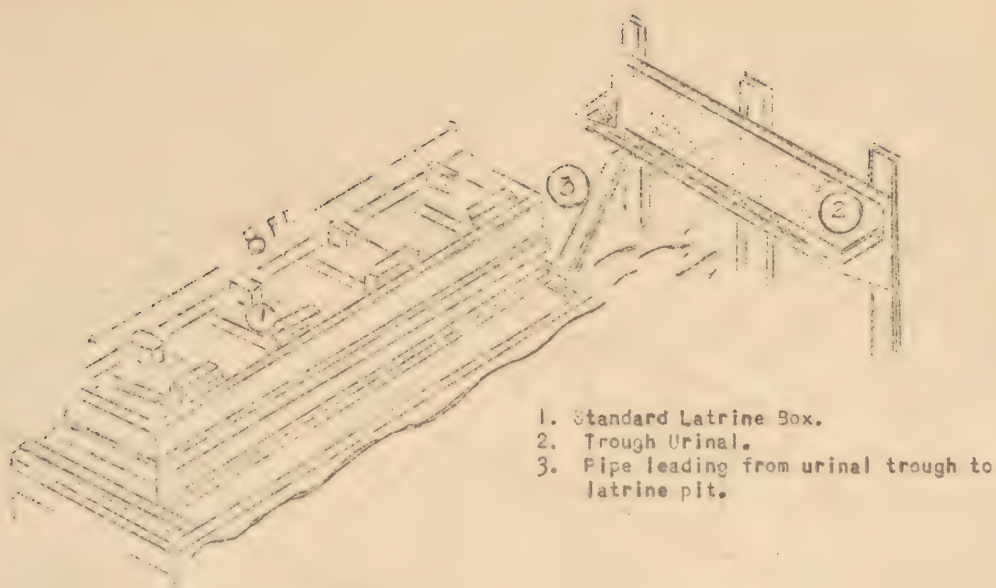 8 FT.
3
2
1
1. Standard Latrine Box.
2. Trough Urinal.
3. Pipe leading from urinal trough to
latrine pit.